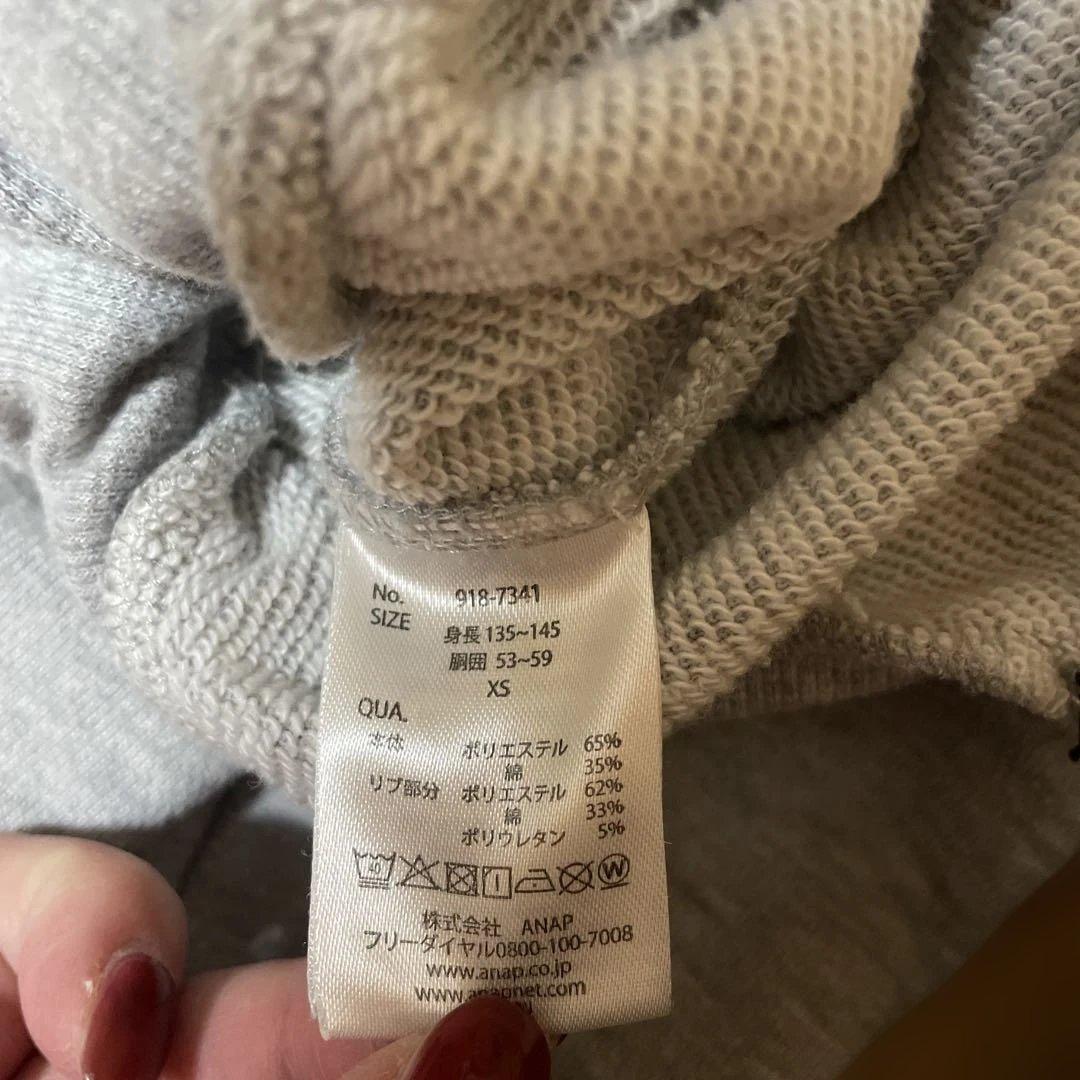 No. 918-7341
SIZE 身長 135~145
胴囲 53~59
XS
QUA.
本体 ポリエステル 65%
綿 35%
リブ部分 ポリエステル 62%
綿 33%
ポリウレタン 5%
株式会社 ANAP
フリーダイヤル0800-100-7008
www.anap.co.jp
www.anapnet.com